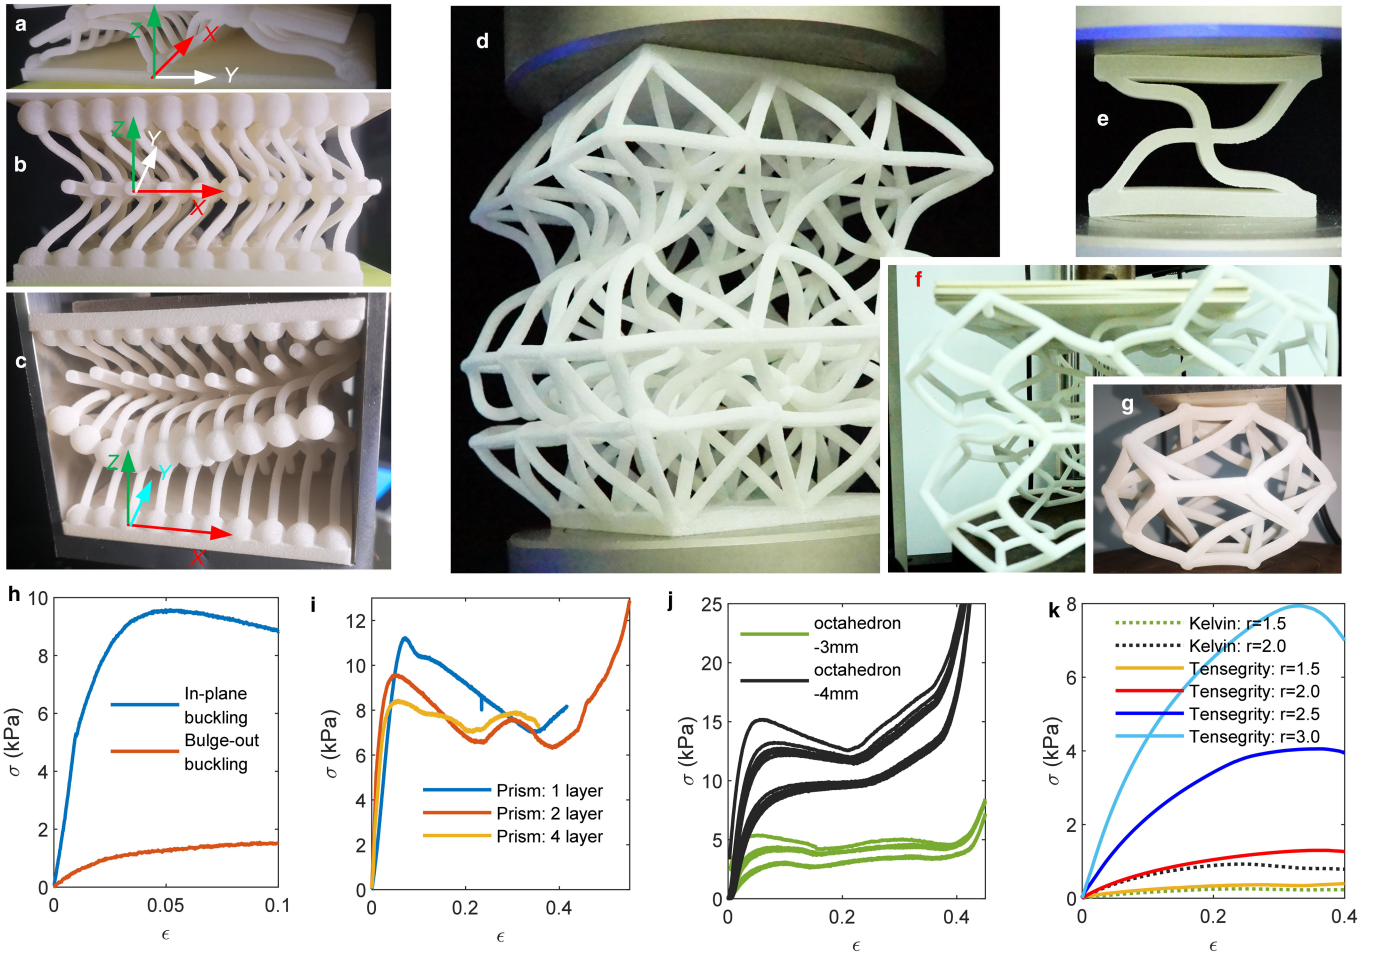 a
Z
X
Y
b
Z
Y
X
c
Z
Y
X
d
e
f
g
h
10
8
6
4
2
0
σ (kPa)
In-plane
buckling
Bulge-out
buckling
0
0.05
0.1
ϵ
i
12
10
8
6
4
2
0
σ (kPa)
Prism: 1 layer
Prism: 2 layer
Prism: 4 layer
0
0.2
0.4
ϵ
j
25
20
15
10
5
0
σ (kPa)
octahedron
-3mm
octahedron
-4mm
0
0.2
0.4
ϵ
k
8
6
4
2
0
σ (kPa)
Kelvin: r=1.5
Kelvin: r=2.0
Tensegrity: r=1.5
Tensegrity: r=2.0
Tensegrity: r=2.5
Tensegrity: r=3.0
0
0.2
0.4
ϵ